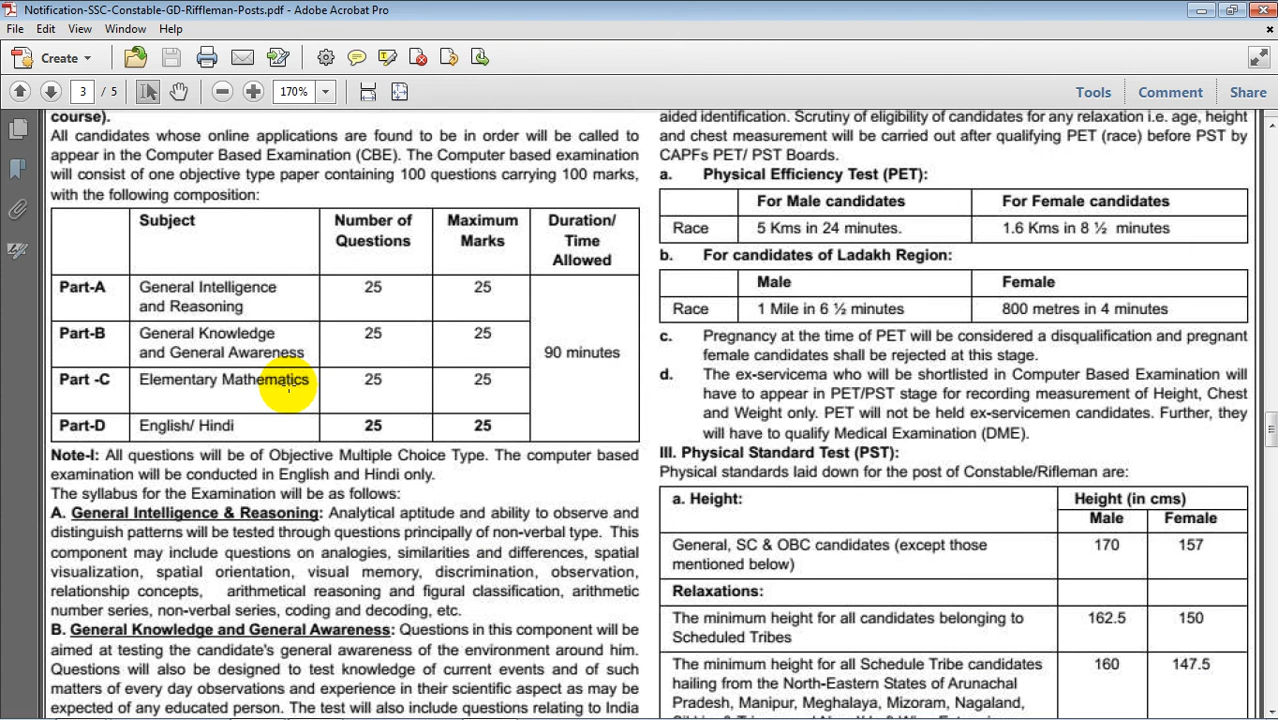 Notification-SSC-Constable-GD-Riffleman-Posts.pdf - Adobe Acrobat Pro
File Edit View Window Help
Create
3 / 5 170% Tools Comment Share
course).
All candidates whose online applications are found to be in order will be called to
appear in the Computer Based Examination (CBE). The Computer based examination
will consist of one objective type paper containing 100 questions carrying 100 marks,
with the following composition:
Subject Number of Questions Maximum Marks Duration/ Time Allowed
Part-A General Intelligence and Reasoning 25 25 90 minutes
Part-B General Knowledge and General Awareness 25 25
Part -C Elementary Mathematics 25 25
Part-D English/ Hindi 25 25
Note-I: All questions will be of Objective Multiple Choice Type. The computer based
examination will be conducted in English and Hindi only.
The syllabus for the Examination will be as follows:
A. General Intelligence & Reasoning: Analytical aptitude and ability to observe and
distinguish patterns will be tested through questions principally of non-verbal type. This
component may include questions on analogies, similarities and differences, spatial
visualization, spatial orientation, visual memory, discrimination, observation,
relationship concepts, arithmetical reasoning and figural classification, arithmetic
number series, non-verbal series, coding and decoding, etc.
B. General Knowledge and General Awareness: Questions in this component will be
aimed at testing the candidate's general awareness of the environment around him.
Questions will also be designed to test knowledge of current events and of such
matters of every day observations and experience in their scientific aspect as may be
expected of any educated person. The test will also include questions relating to India
aided identification. Scrutiny of eligibility of candidates for any relaxation i.e. age, height
and chest measurement will be carried out after qualifying PET (race) before PST by
CAPFs PET/ PST Boards.
a. Physical Efficiency Test (PET):
For Male candidates For Female candidates
Race 5 Kms in 24 minutes. 1.6 Kms in 8 ½ minutes
b. For candidates of Ladakh Region:
Male Female
Race 1 Mile in 6 ½ minutes 800 metres in 4 minutes
c. Pregnancy at the time of PET will be considered a disqualification and pregnant
female candidates shall be rejected at this stage.
d. The ex-servicema who will be shortlisted in Computer Based Examination will
have to appear in PET/PST stage for recording measurement of Height, Chest
and Weight only. PET will not be held ex-servicemen candidates. Further, they
will have to qualify Medical Examination (DME).
III. Physical Standard Test (PST):
Physical standards laid down for the post of Constable/Rifleman are:
a. Height: Height (in cms)
Male Female
General, SC & OBC candidates (except those 170 157
mentioned below)
Relaxations:
The minimum height for all candidates belonging to 162.5 150
Scheduled Tribes
The minimum height for all Schedule Tribe candidates 160 147.5
hailing from the North-Eastern States of Arunachal
Pradesh, Manipur, Meghalaya, Mizoram, Nagaland,